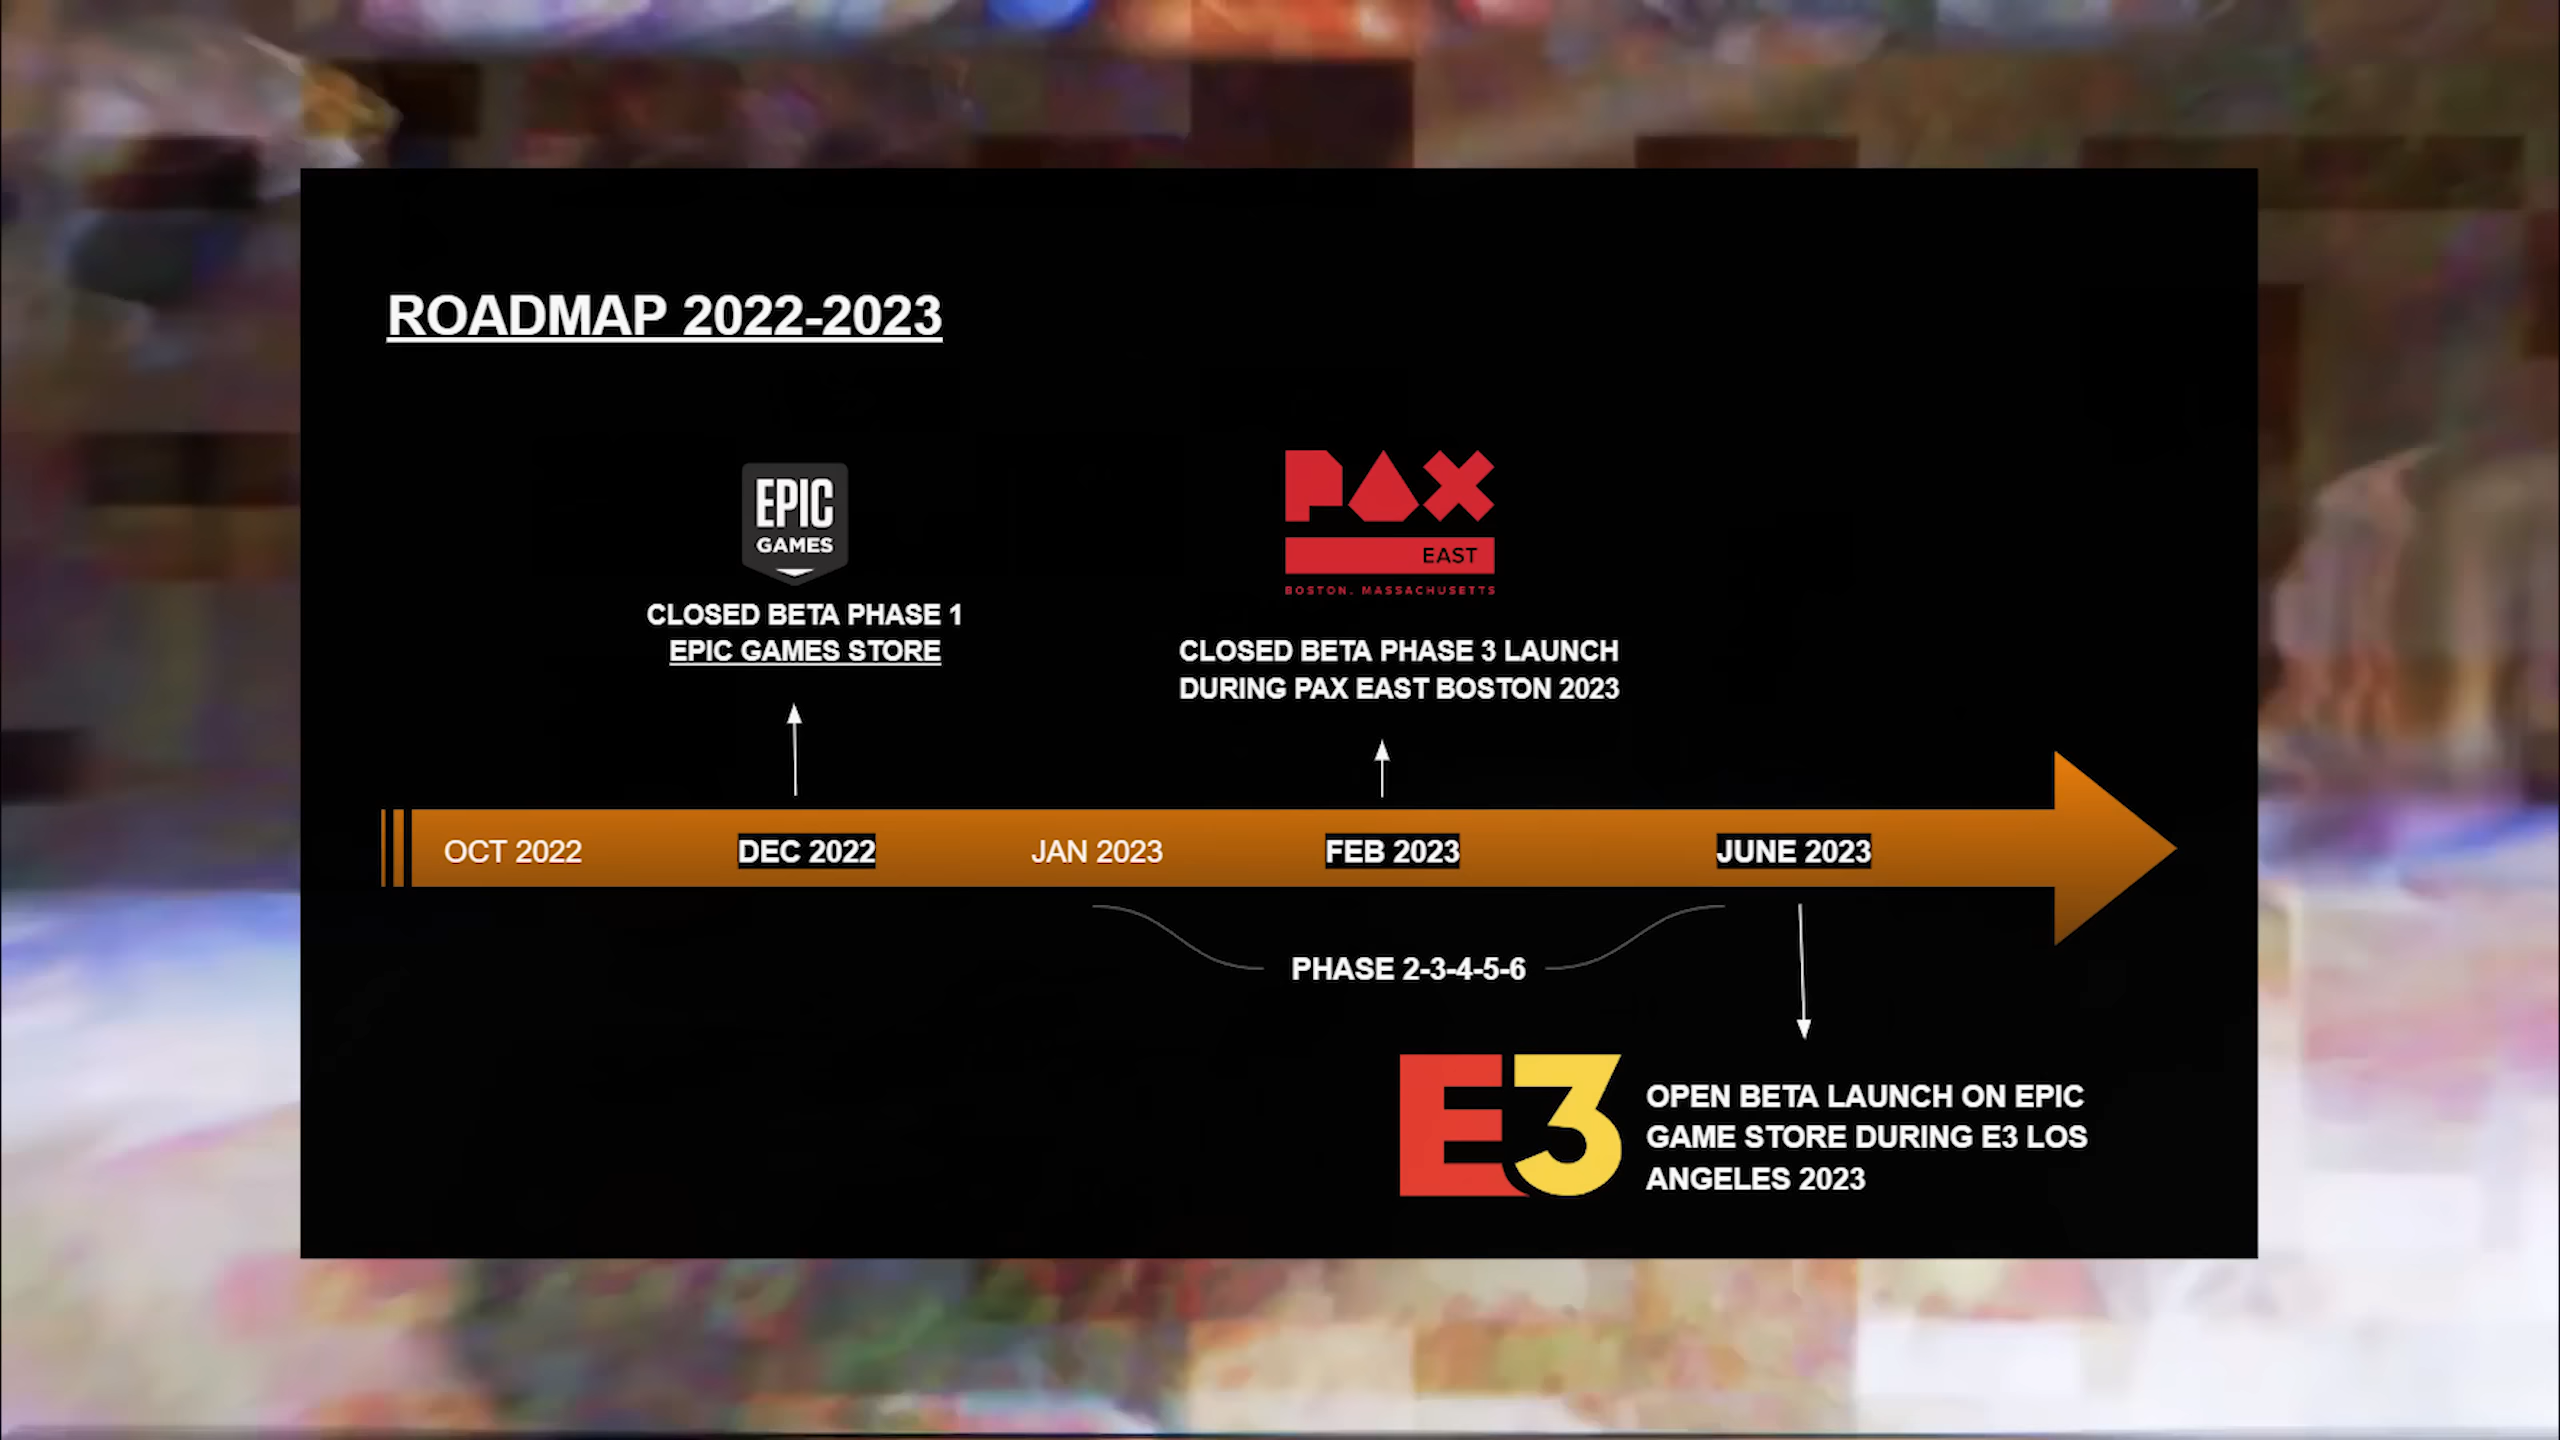 ROADMAP 2022-2023
EPIC
GAMES
CLOSED BETA PHASE 1
EPIC GAMES STORE
PAX
EAST
BOSTON, MASSACHUSETTS
CLOSED BETA PHASE 3 LAUNCH
DURING PAX EAST BOSTON 2023
OCT 2022
DEC 2022
JAN 2023
FEB 2023
JUNE 2023
PHASE 2-3-4-5-6
E3
OPEN BETA LAUNCH ON EPIC
GAME STORE DURING E3 LOS
ANGELES 2023